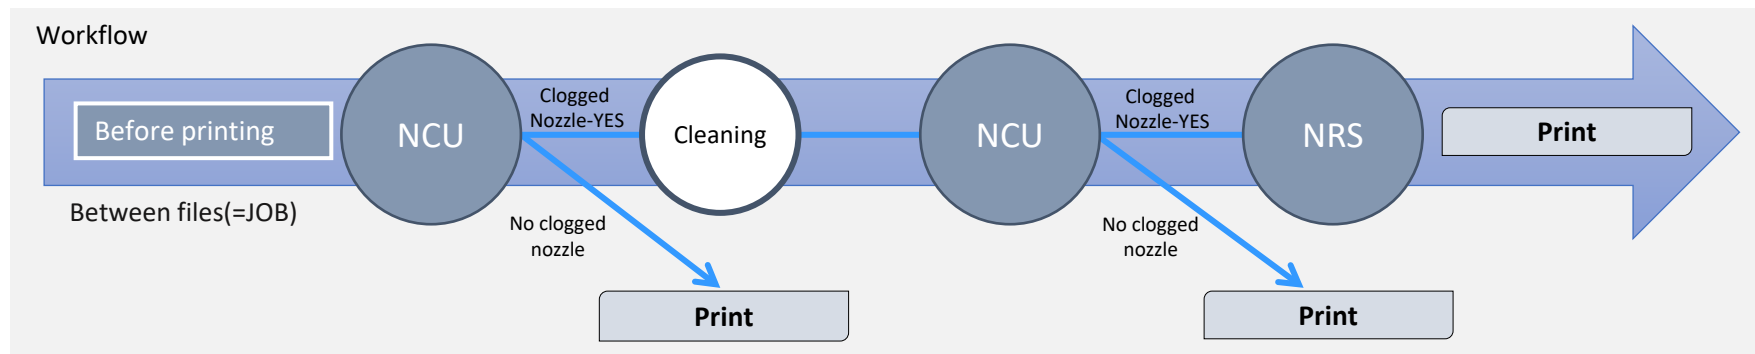 Workflow
Before printing
Between files(=JOB)
NCU
Clogged
Nozzle-YES
No clogged
nozzle
Print
Cleaning
NCU
Clogged
Nozzle-YES
No clogged
nozzle
Print
NRS
Print